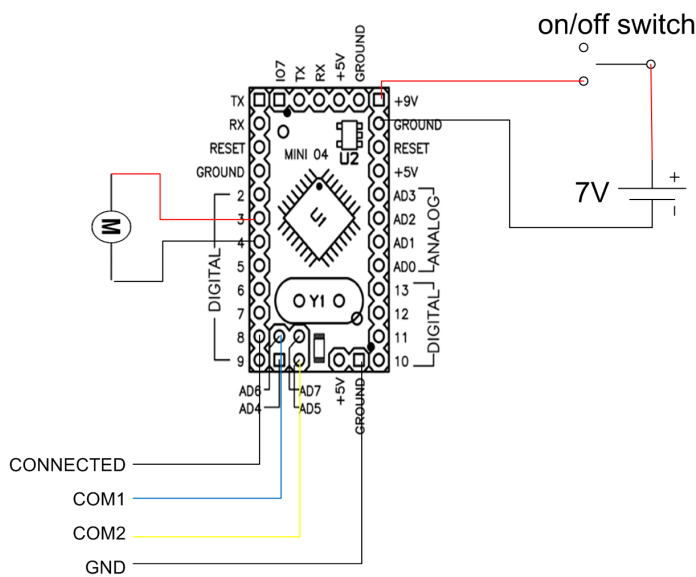 on/off switch
IO7
TX
RX
+5V
GROUND
TX
+9V
RX
GROUND
RESET
MINI 04
U2
RESET
GROUND
+5V
2
AD3
3
AD2
4
AD1
5
AD0
DIGITAL
ANALOG
M
7V
+
−
6
Y1
13
7
12
8
11
9
10
DIGITAL
AD6
AD7
AD4
AD5
+5V
GROUND
CONNECTED
COM1
COM2
GND